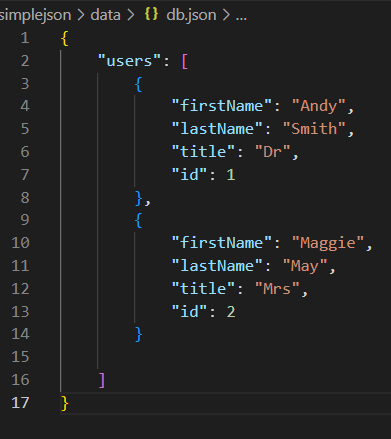 simplejson > data > {} db.json > ...
1 {
2     "users": [
3         {
4             "firstName": "Andy",
5             "lastName": "Smith",
6             "title": "Dr",
7             "id": 1
8         },
9         {
10             "firstName": "Maggie",
11             "lastName": "May",
12             "title": "Mrs",
13             "id": 2
14         }
15
16     ]
17 }